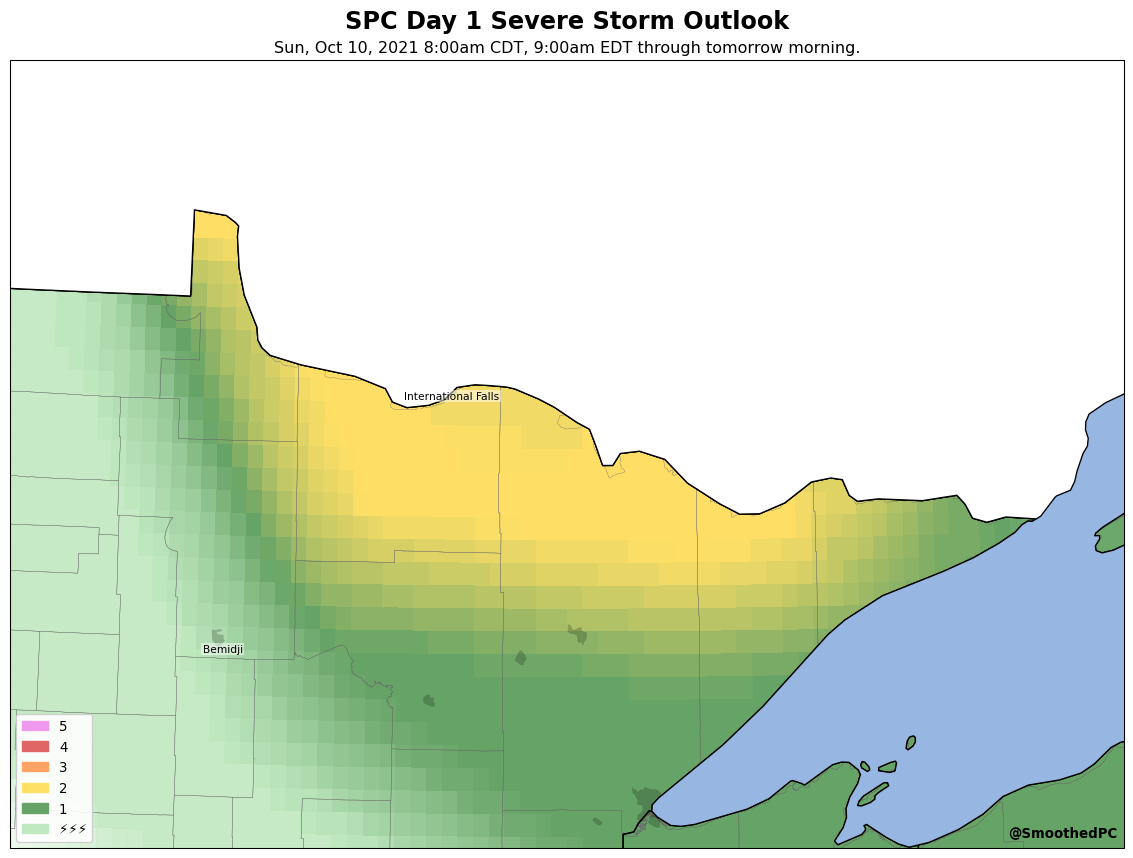 SPC Day 1 Severe Storm Outlook
Sun, Oct 10, 2021 8:00am CDT, 9:00am EDT through tomorrow morning.
International Falls
Bemidji
5
4
3
2
1
⚡⚡⚡
@SmoothedPC